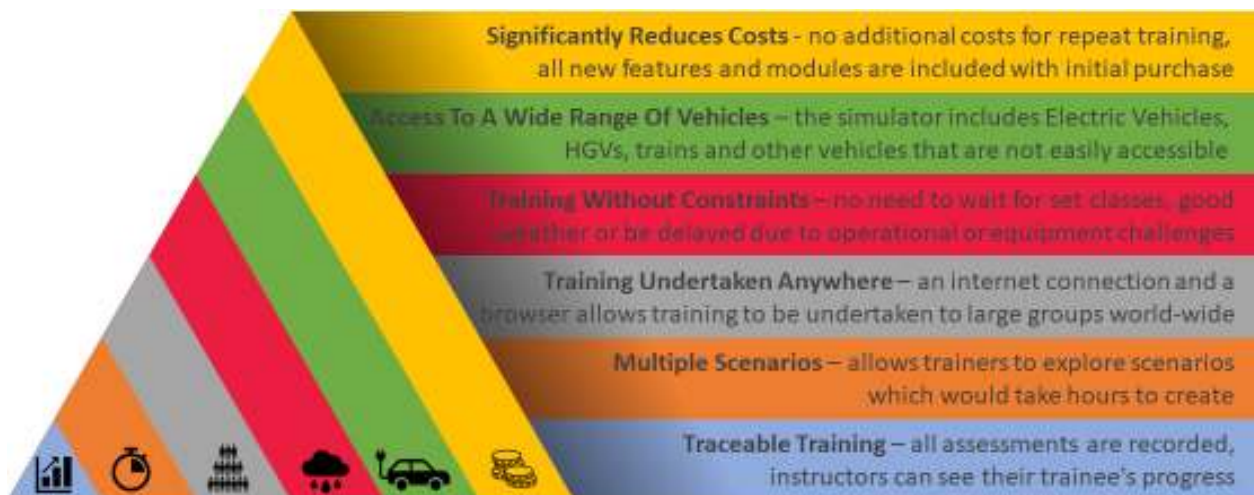 Significantly Reduces Costs - no additional costs for repeat training,
all new features and modules are included with initial purchase
Access To A Wide Range Of Vehicles – the simulator includes Electric Vehicles,
HGVs, trains and other vehicles that are not easily accessible
Training Without Constraints – no need to wait for set classes, good
weather or be delayed due to operational or equipment challenges
Training Undertaken Anywhere – an internet connection and a
browser allows training to be undertaken to large groups world-wide
Multiple Scenarios – allows trainers to explore scenarios
which would take hours to create
Traceable Training – all assessments are recorded,
instructors can see their trainee's progress